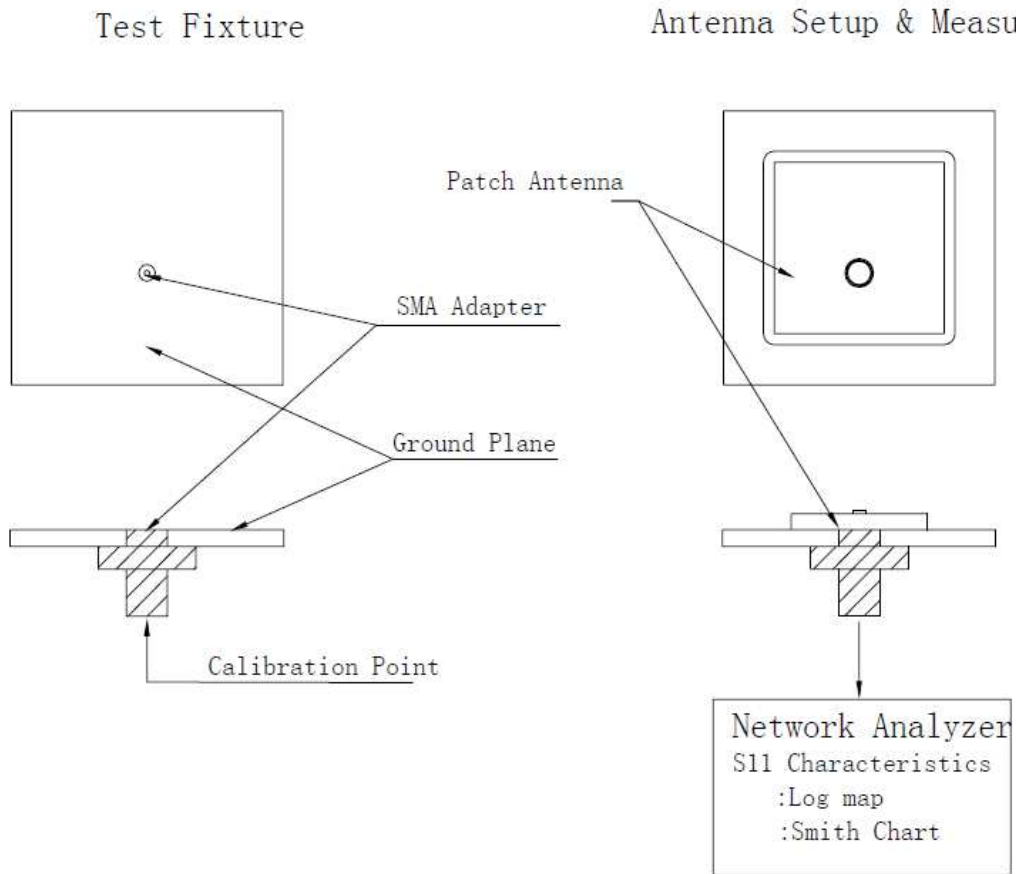 Test Fixture
Antenna Setup & Measu
Patch Antenna
SMA Adapter
Ground Plane
Calibration Point
Network Analyzer
S11 Characteristics
:Log map
:Smith Chart